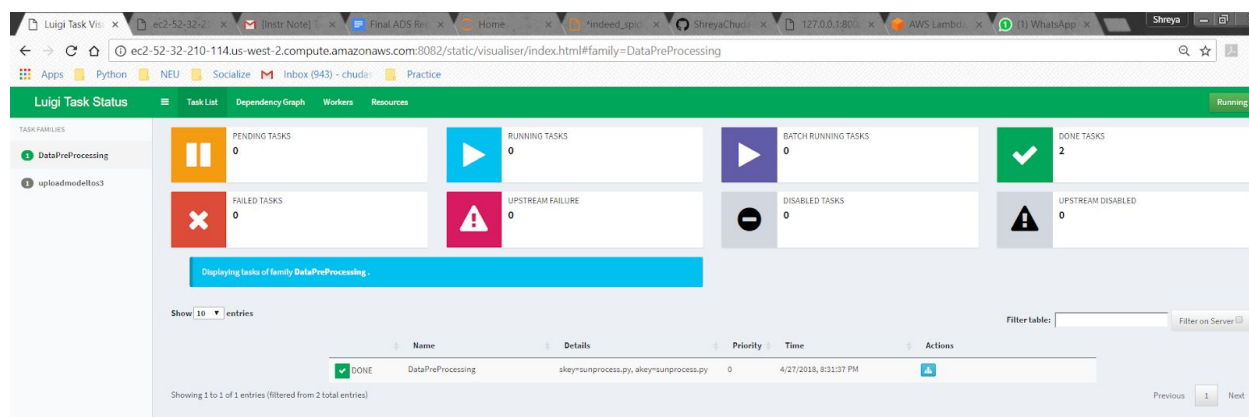 Luigi Task Vis
ec2-52-32-2
[Instr Note]
Final ADS Rep
Home
*indeed_spid
ShreyaChuda
127.0.0.1:80
AWS Lambda
(1) WhatsApp
Shreya
ec2-52-32-210-114.us-west-2.compute.amazonaws.com:8082/static/visualiser/index.html#family=DataPreProcessing
Apps Python NEU Socialize Inbox (943) - chudas Practice
Luigi Task Status Task List Dependency Graph Workers Resources Running
TASK FAMILIES
1 DataPreProcessing
1 uploadmodeltos3
PENDING TASKS
0
RUNNING TASKS
0
BATCH RUNNING TASKS
0
DONE TASKS
2
FAILED TASKS
0
UPSTREAM FAILURE
0
DISABLED TASKS
0
UPSTREAM DISABLED
0
Displaying tasks of family DataPreProcessing .
Show 10 entries
Filter table: Filter on Server
Name Details Priority Time Actions
DONE DataPreProcessing skey=sunprocess.py, akey=sunprocess.py 0 4/27/2018, 8:31:37 PM
Showing 1 to 1 of 1 entries (filtered from 2 total entries)
Previous 1 Next